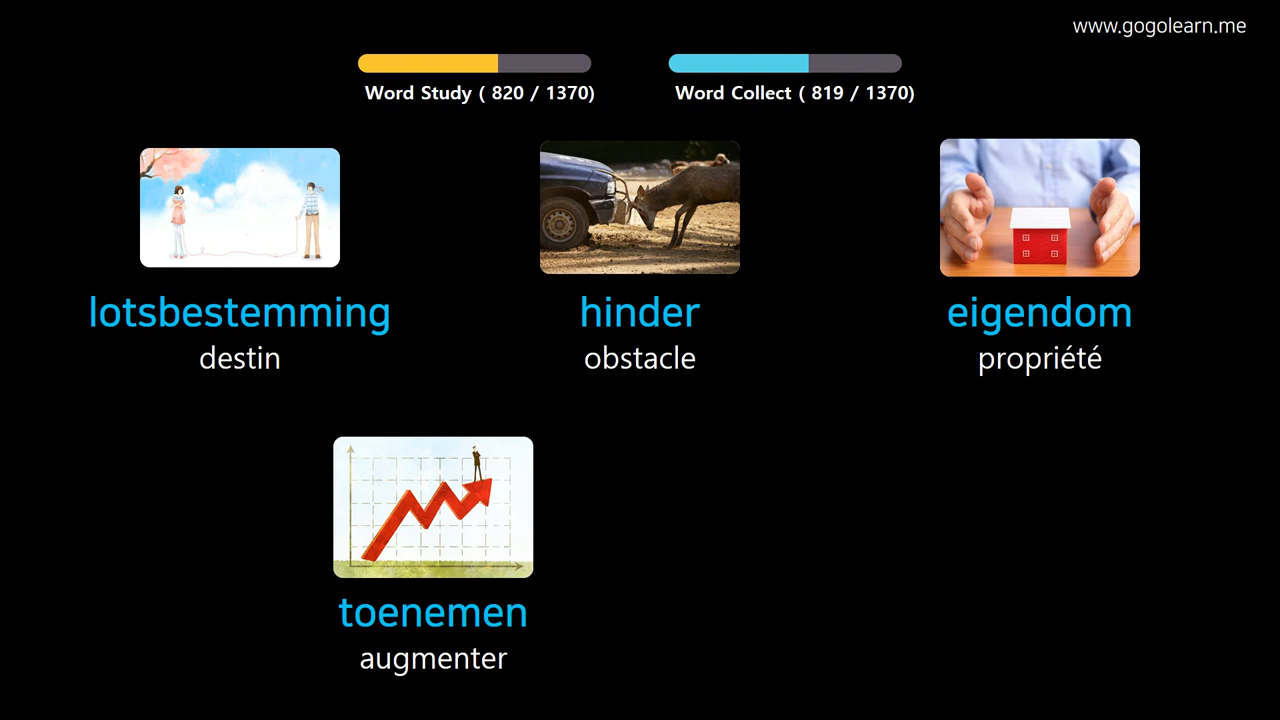 www.gogolearn.me
Word Study ( 820 / 1370)
Word Collect ( 819 / 1370)
lotsbestemming
destin
hinder
obstacle
eigendom
propriété
toenemen
augmenter